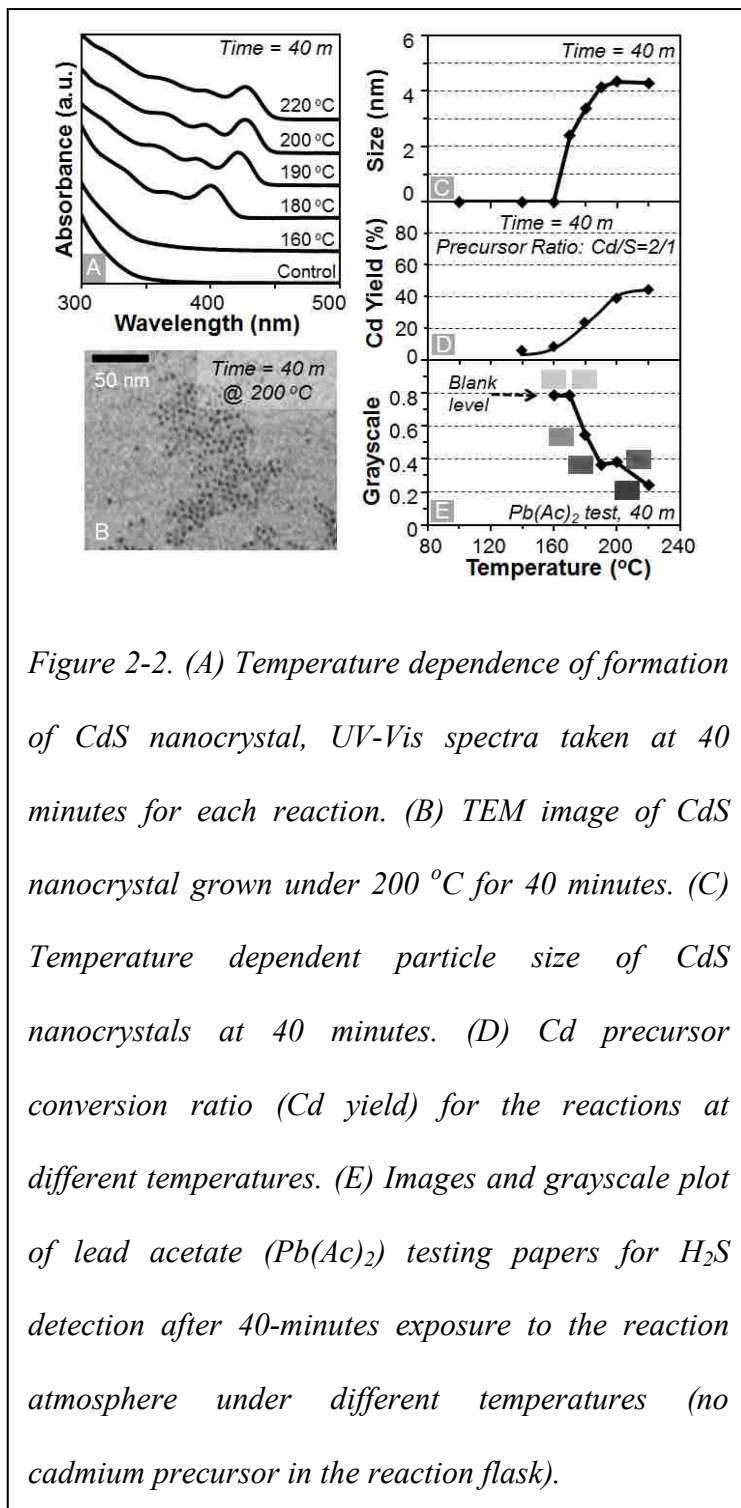 Time = 40 m
220 °C
200 °C
190 °C
180 °C
160 °C
Control
A
Absorbance (a.u.)
300 400 500
Wavelength (nm)
50 nm
Time = 40 m
@ 200 °C
B
6
4
2
0
Size (nm)
Time = 40 m
C
80
60
40
20
0
Cd Yield (%)
Time = 40 m
Precursor Ratio: Cd/S=2/1
D
0.8
0.6
0.4
0.2
0
Grayscale
Blank
level
E
Pb(Ac)₂ test, 40 m
80 120 160 200 240
Temperature (°C)
Figure 2-2. (A) Temperature dependence of formation
of CdS nanocrystal, UV-Vis spectra taken at 40
minutes for each reaction. (B) TEM image of CdS
nanocrystal grown under 200 °C for 40 minutes. (C)
Temperature dependent particle size of CdS
nanocrystals at 40 minutes. (D) Cd precursor
conversion ratio (Cd yield) for the reactions at
different temperatures. (E) Images and grayscale plot
of lead acetate (Pb(Ac)₂) testing papers for H₂S
detection after 40-minutes exposure to the reaction
atmosphere under different temperatures (no
cadmium precursor in the reaction flask).